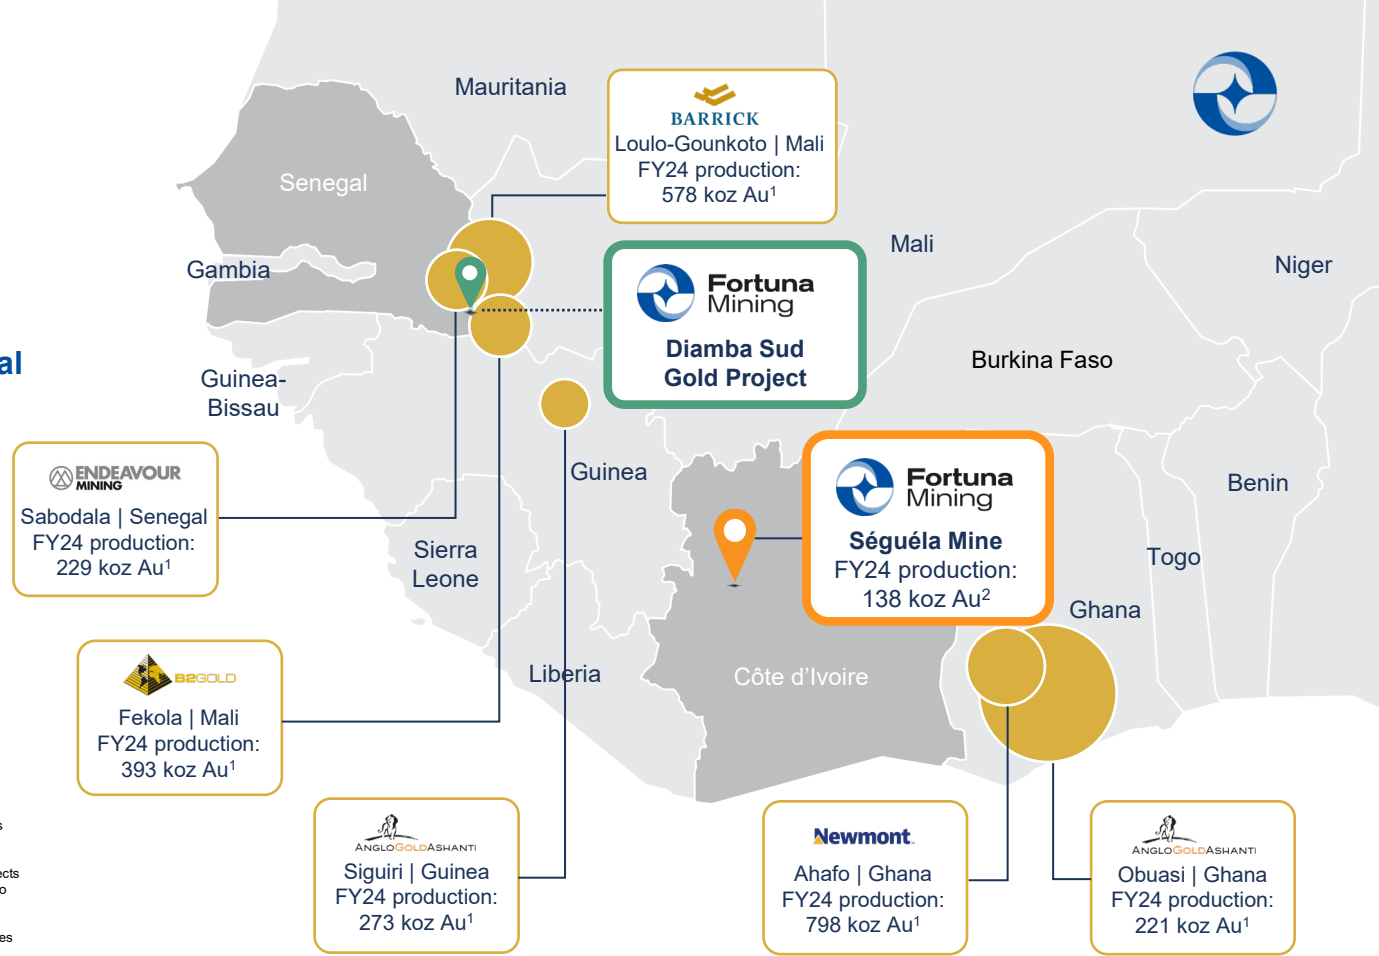 Mauritania
BARRICK
Loulo-Gounkoto | Mali
FY24 production:
578 koz Au¹
Senegal
Mali
Gambia
Niger
Fortuna
Mining
Diamba Sud
Gold Project
al
Guinea-
Bissau
Burkina Faso
ENDEAVOUR
MINING
Sabodala | Senegal
FY24 production:
229 koz Au¹
Guinea
Fortuna
Mining
Séguéla Mine
FY24 production:
138 koz Au²
Benin
Sierra
Leone
Togo
Ghana
Liberia
Côte d’Ivoire
B2GOLD
Fekola | Mali
FY24 production:
393 koz Au¹
s
ects
o
es
ANGLOGOLDASHANTI
Siguiri | Guinea
FY24 production:
273 koz Au¹
Newmont™
Ahafo | Ghana
FY24 production:
798 koz Au¹
ANGLOGOLDASHANTI
Obuasi | Ghana
FY24 production:
221 koz Au¹